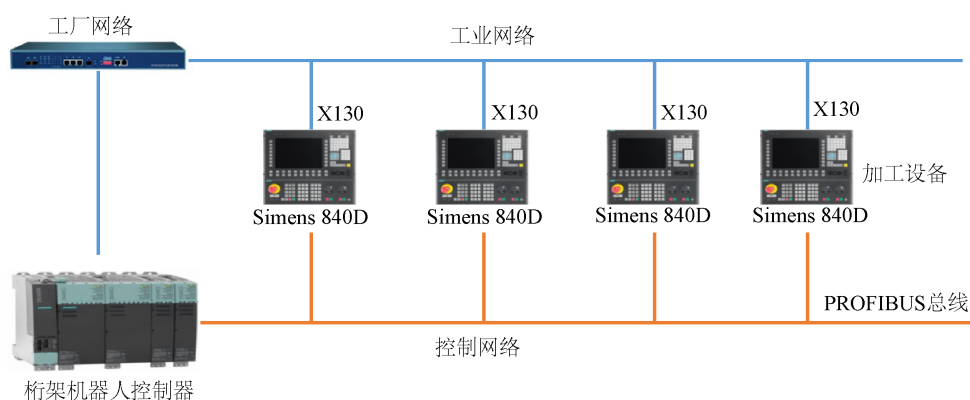 工厂网络
工业网络
X130
X130
X130
X130
加工设备
Simens 840D
Simens 840D
Simens 840D
Simens 840D
PROFIBUS总线
控制网络
桁架机器人控制器